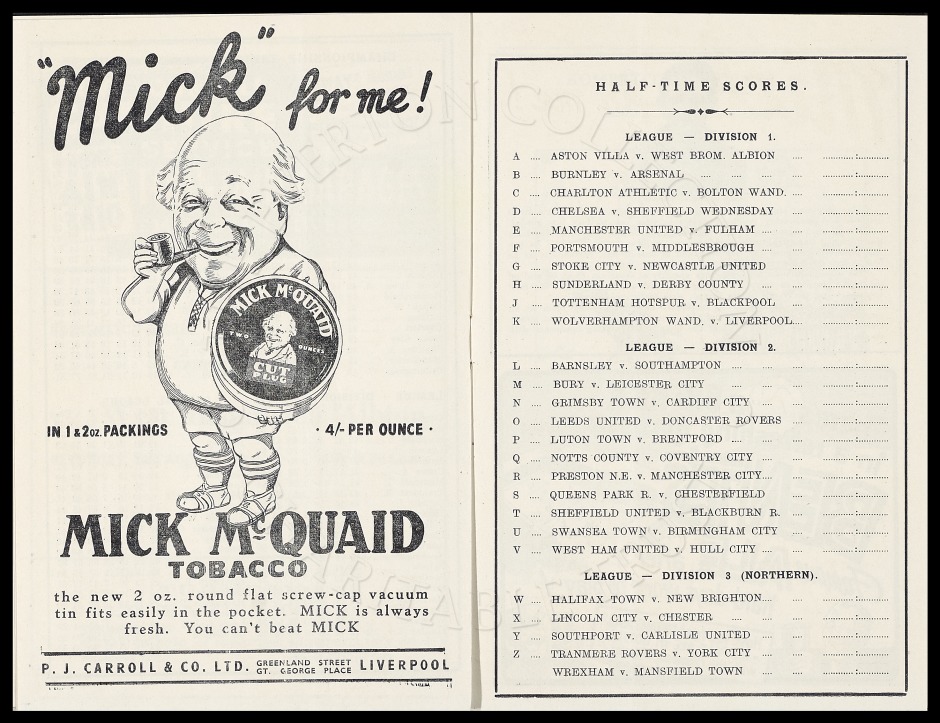 "Mick" for me!
MICK McQUAID
TWO OUNCES
CUT
PLUG
IN 1 & 2oz. PACKINGS
· 4/- PER OUNCE ·
MICK McQUAID
TOBACCO
the new 2 oz. round flat screw-cap vacuum
tin fits easily in the pocket. MICK is always
fresh. You can't beat MICK
P. J. CARROLL & CO. LTD. GREENLAND STREET GT. GEORGE PLACE LIVERPOOL
HALF-TIME SCORES.
LEAGUE — DIVISION 1.
A .... ASTON VILLA v. WEST BROM. ALBION .... ...........:...........
B .... BURNLEY v. ARSENAL .... .... .... ...........:...........
C .... CHARLTON ATHLETIC v. BOLTON WAND. .... ...........:...........
D .... CHELSEA v. SHEFFIELD WEDNESDAY .... ...........:...........
E .... MANCHESTER UNITED v. FULHAM .... .... ...........:...........
F .... PORTSMOUTH v. MIDDLESBROUGH .... .... ...........:...........
G .... STOKE CITY v. NEWCASTLE UNITED .... ...........:...........
H .... SUNDERLAND v. DERBY COUNTY .... .... ...........:...........
J .... TOTTENHAM HOTSPUR v. BLACKPOOL .... ...........:...........
K .... WOLVERHAMPTON WAND. v. LIVERPOOL.... ...........:...........
LEAGUE — DIVISION 2.
L .... BARNSLEY v. SOUTHAMPTON .... .... ...........:...........
M .... BURY v. LEICESTER CITY .... .... ...........:...........
N .... GRIMSBY TOWN v. CARDIFF CITY .... .... ...........:...........
O .... LEEDS UNITED v. DONCASTER ROVERS .... ...........:...........
P .... LUTON TOWN v. BRENTFORD .... .... ...........:...........
Q .... NOTTS COUNTY v. COVENTRY CITY .... .... ...........:...........
R .... PRESTON N.E. v. MANCHESTER CITY.... .... ...........:...........
S .... QUEENS PARK R. v. CHESTERFIELD .... ...........:...........
T .... SHEFFIELD UNITED v. BLACKBURN R. .... ...........:...........
U .... SWANSEA TOWN v. BIRMINGHAM CITY .... ...........:...........
V .... WEST HAM UNITED v. HULL CITY .... .... ...........:...........
LEAGUE — DIVISION 3 (NORTHERN).
W .... HALIFAX TOWN v. NEW BRIGHTON.... .... ...........:...........
X .... LINCOLN CITY v. CHESTER .... .... ...........:...........
Y .... SOUTHPORT v. CARLISLE UNITED .... .... ...........:...........
Z .... TRANMERE ROVERS v. YORK CITY .... .... ...........:...........
WREXHAM v. MANSFIELD TOWN .... ...........:...........